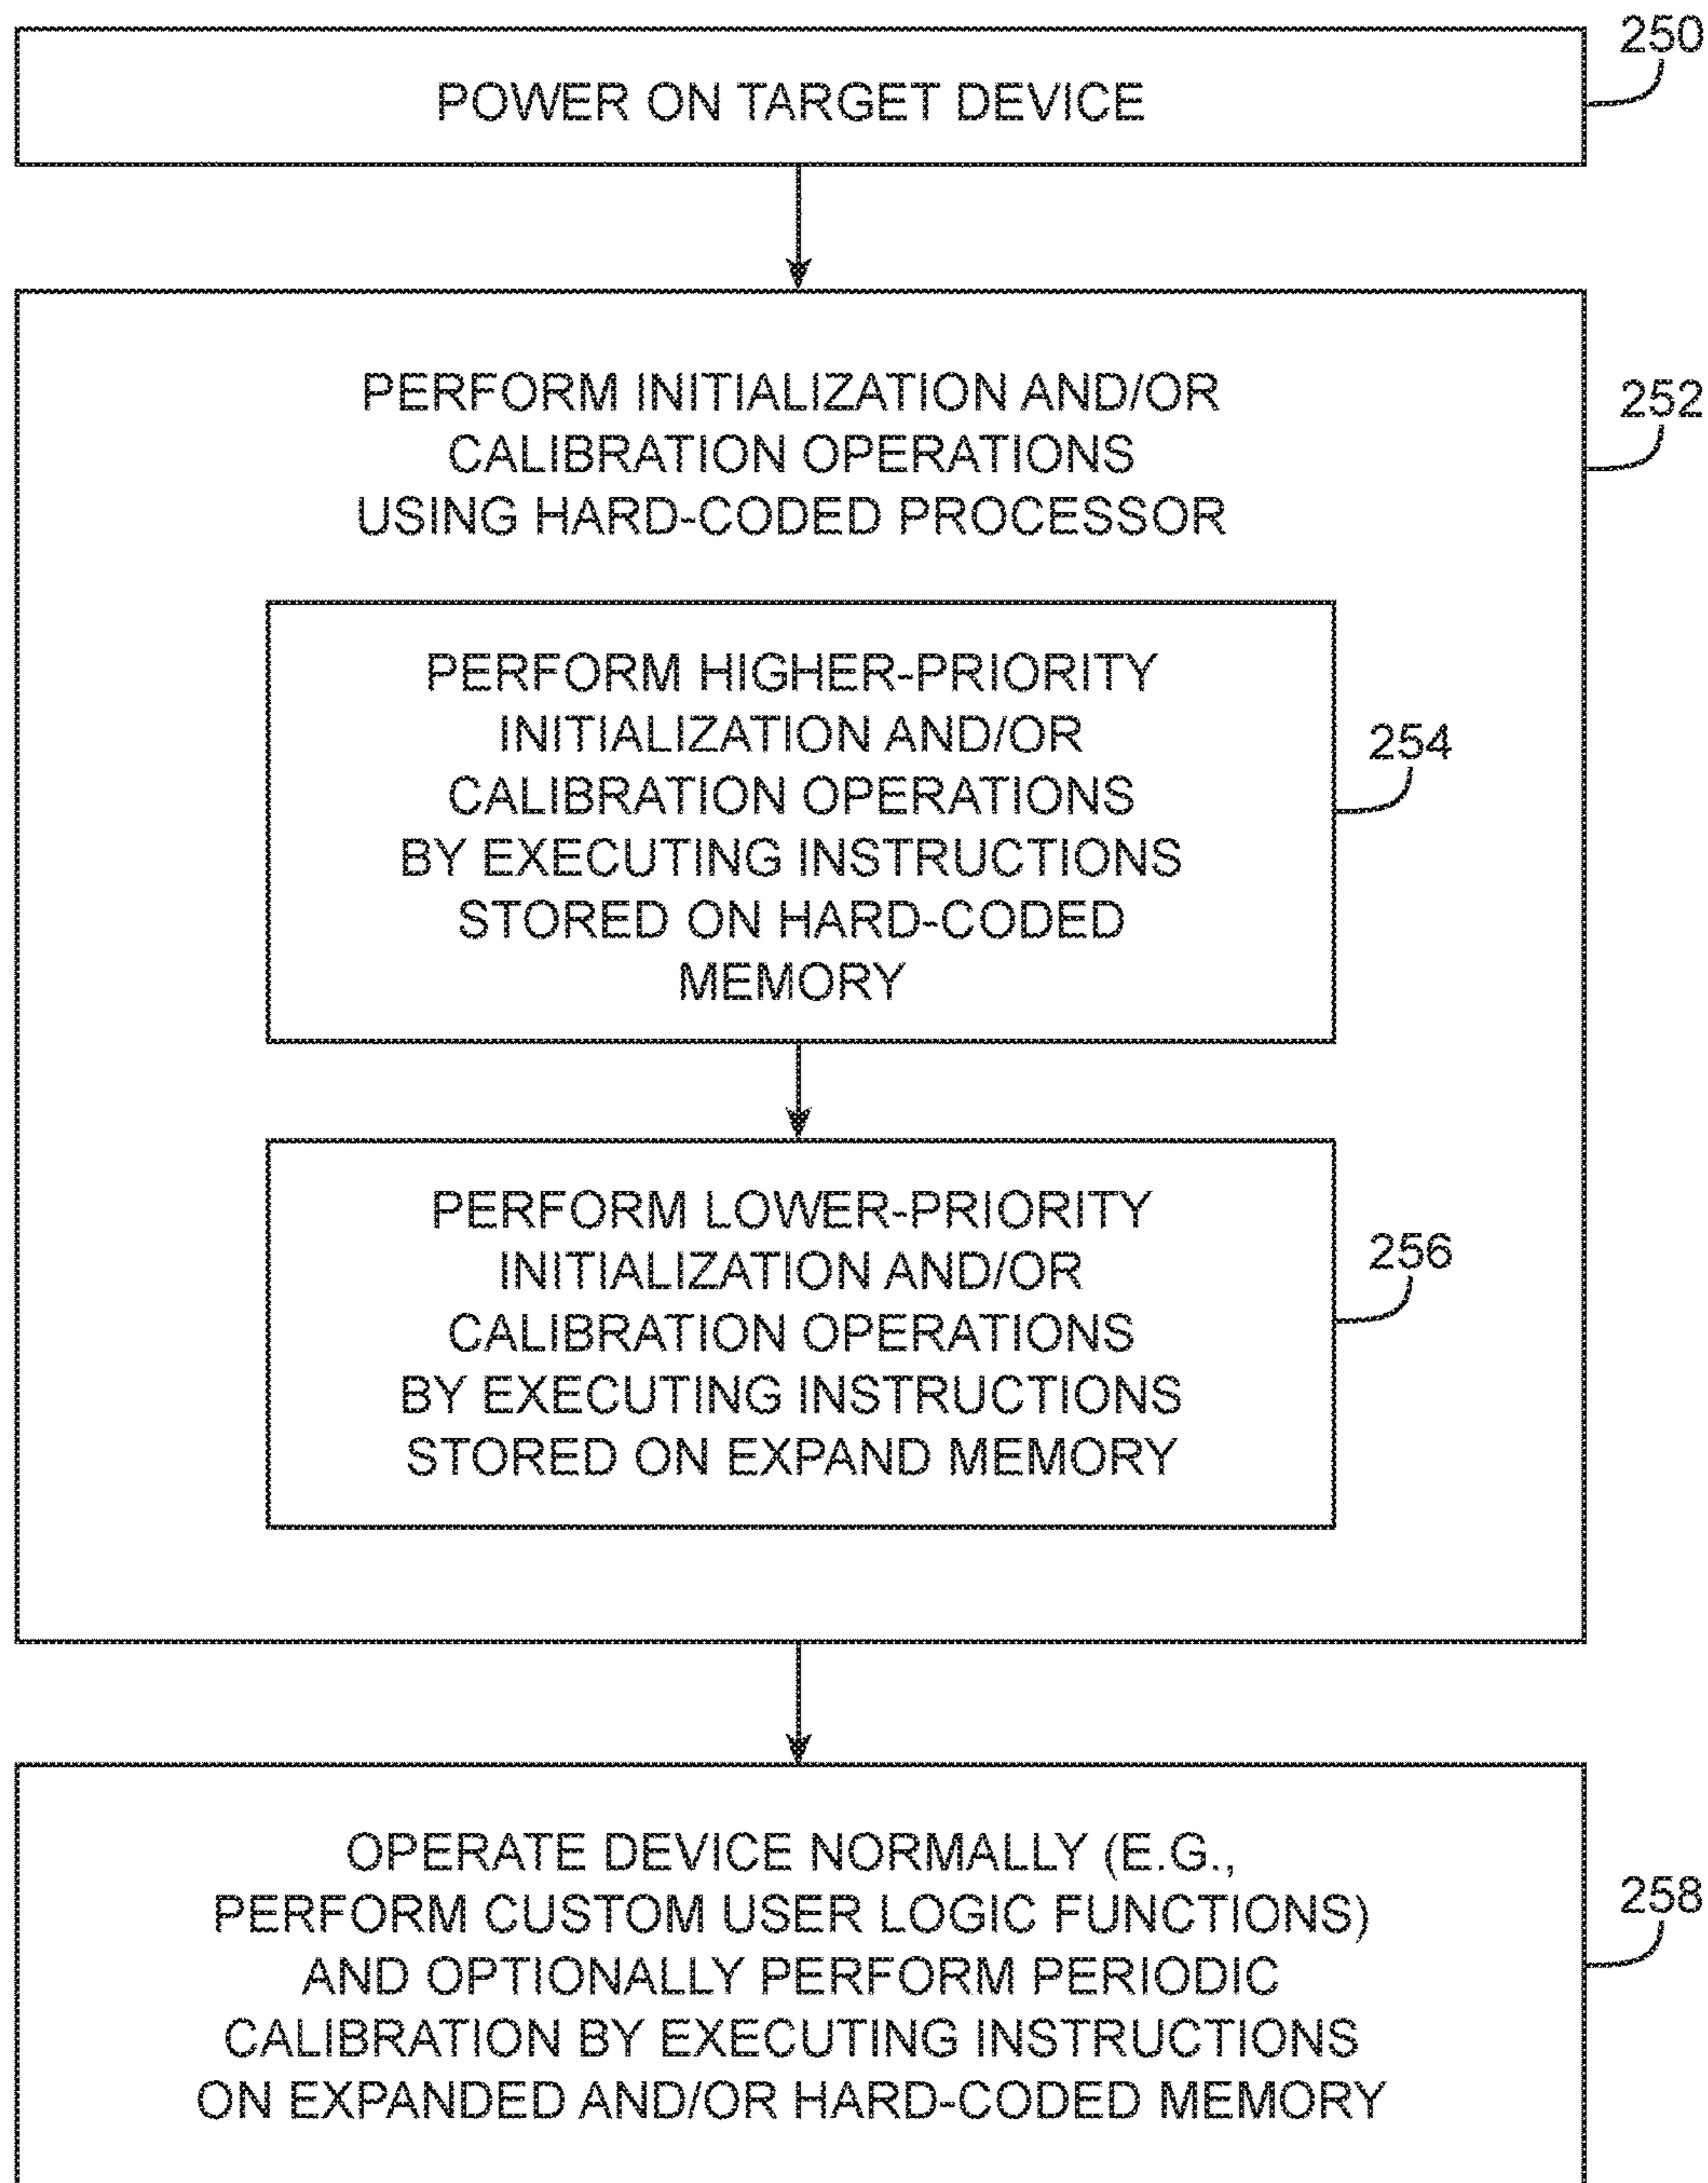 250
POWER ON TARGET DEVICE
252
PERFORM INITIALIZATION AND/OR
CALIBRATION OPERATIONS
USING HARD-CODED PROCESSOR
254
PERFORM HIGHER-PRIORITY
INITIALIZATION AND/OR
CALIBRATION OPERATIONS
BY EXECUTING INSTRUCTIONS
STORED ON HARD-CODED
MEMORY
256
PERFORM LOWER-PRIORITY
INITIALIZATION AND/OR
CALIBRATION OPERATIONS
BY EXECUTING INSTRUCTIONS
STORED ON EXPAND MEMORY
258
OPERATE DEVICE NORMALLY (E.G.,
PERFORM CUSTOM USER LOGIC FUNCTIONS)
AND OPTIONALLY PERFORM PERIODIC
CALIBRATION BY EXECUTING INSTRUCTIONS
ON EXPANDED AND/OR HARD-CODED MEMORY